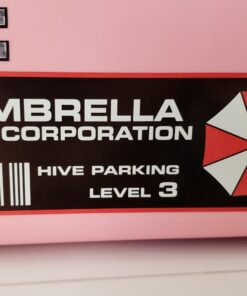 MBRELLA
CORPORATION
HIVE PARKING
LEVEL 3